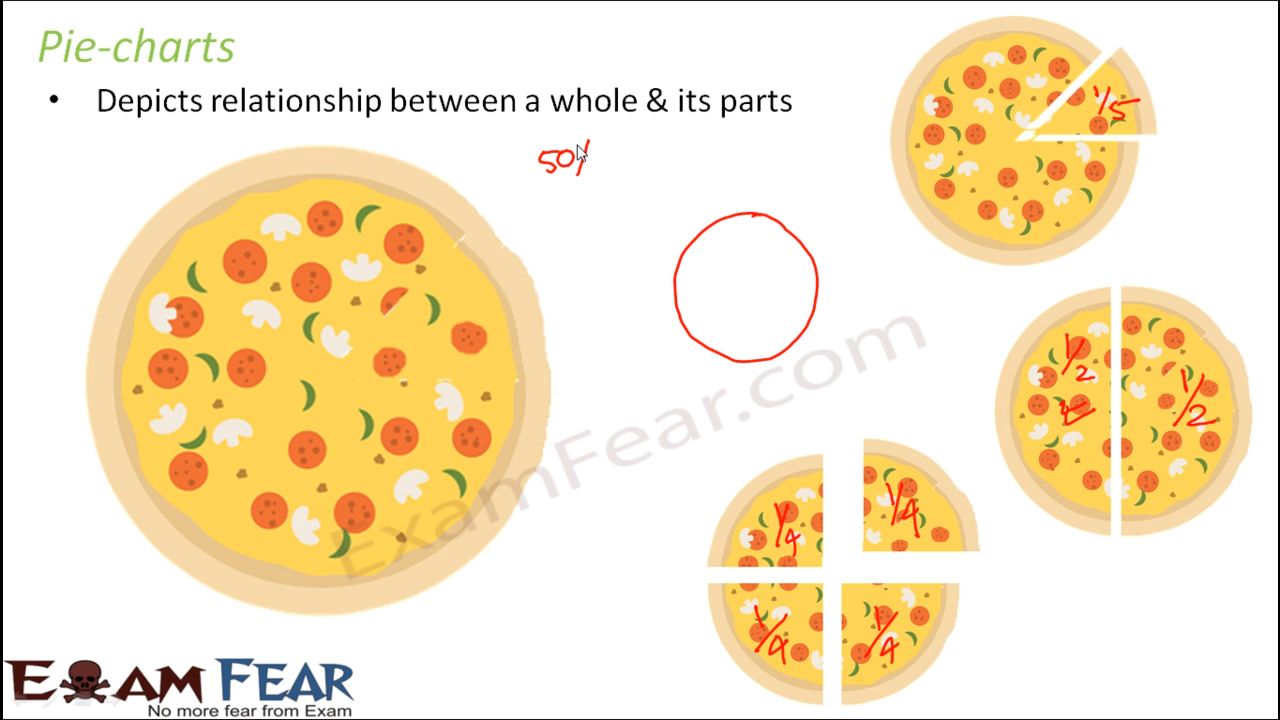 Pie-charts
• Depicts relationship between a whole & its parts
50%
1/5
1/2
1/2
1/4
1/4
1/4
1/4
ExamFear.com
EXAM FEAR
No more fear from Exam